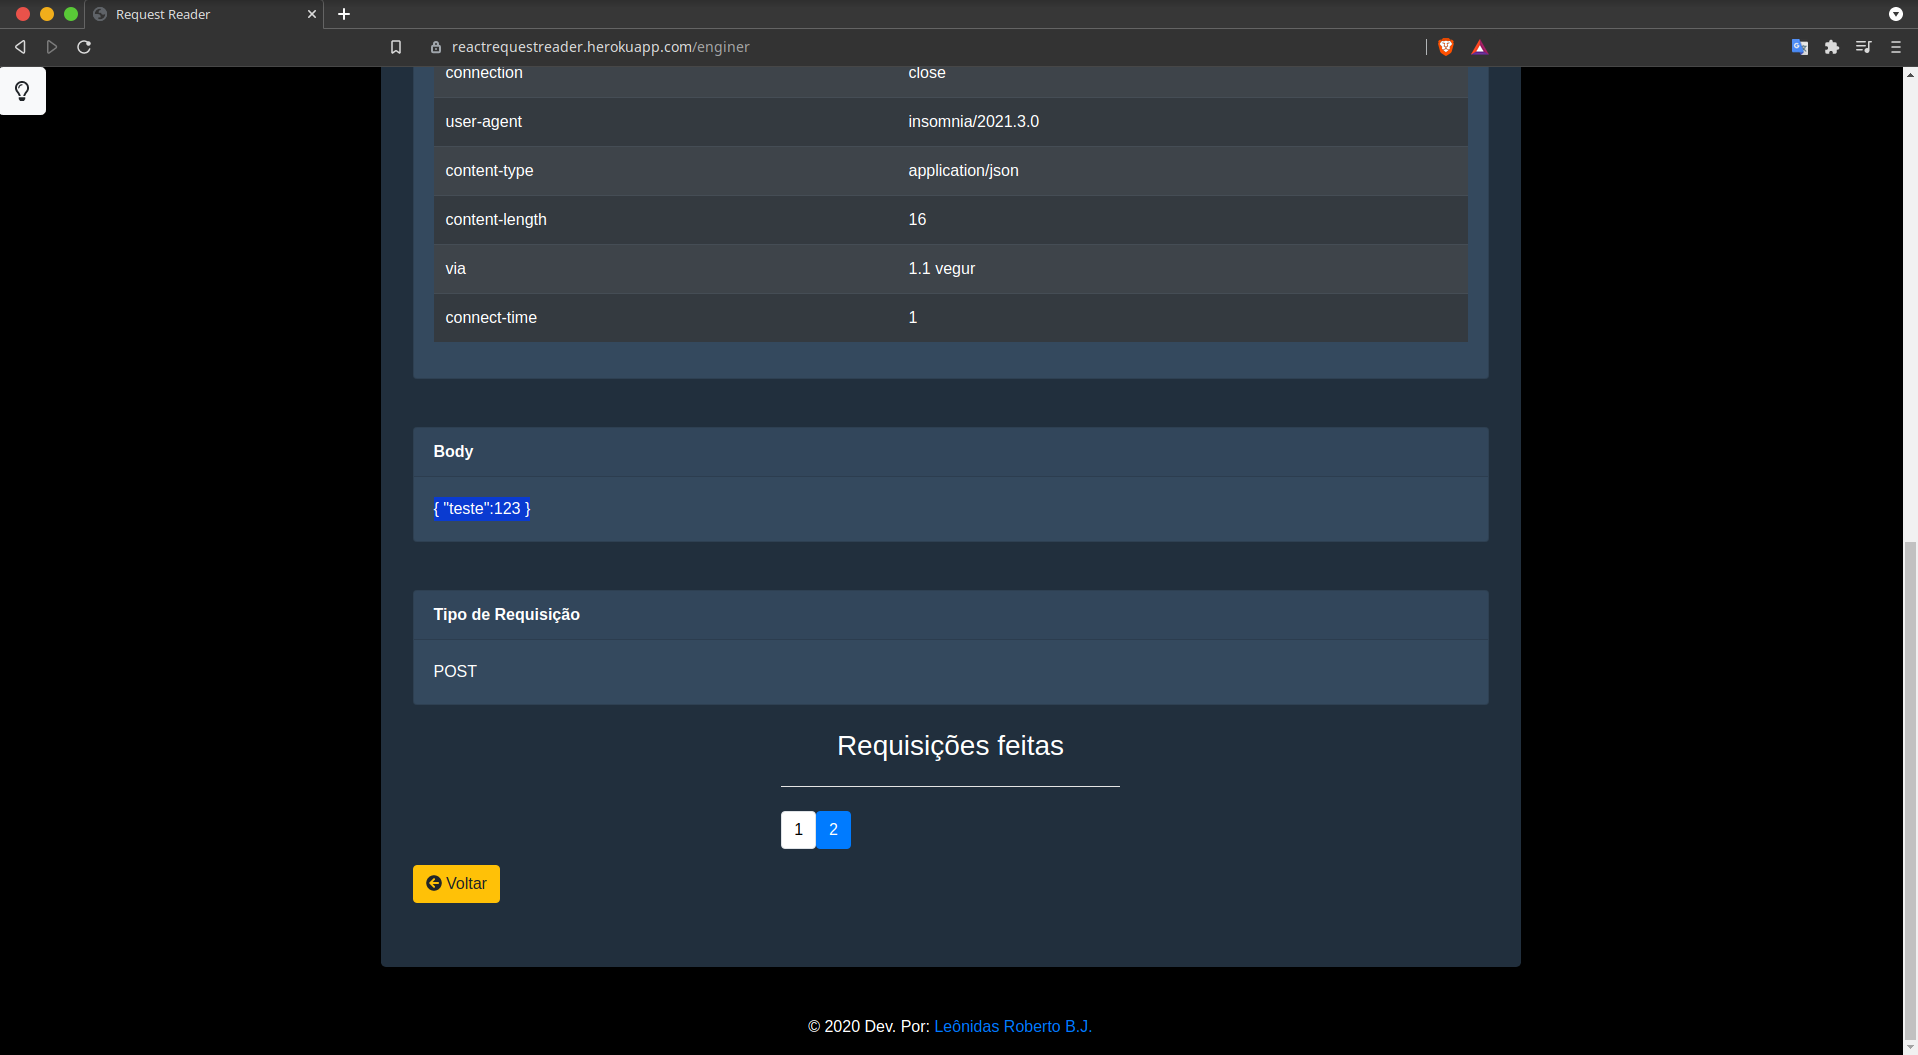 Request Reader
reactrequestreader.herokuapp.com/enginer
connection close
user-agent insomnia/2021.3.0
content-type application/json
content-length 16
via 1.1 vegur
connect-time 1
Body
{ "teste":123 }
Tipo de Requisição
POST
Requisições feitas
1 2
Voltar
© 2020 Dev. Por: Leônidas Roberto B.J.